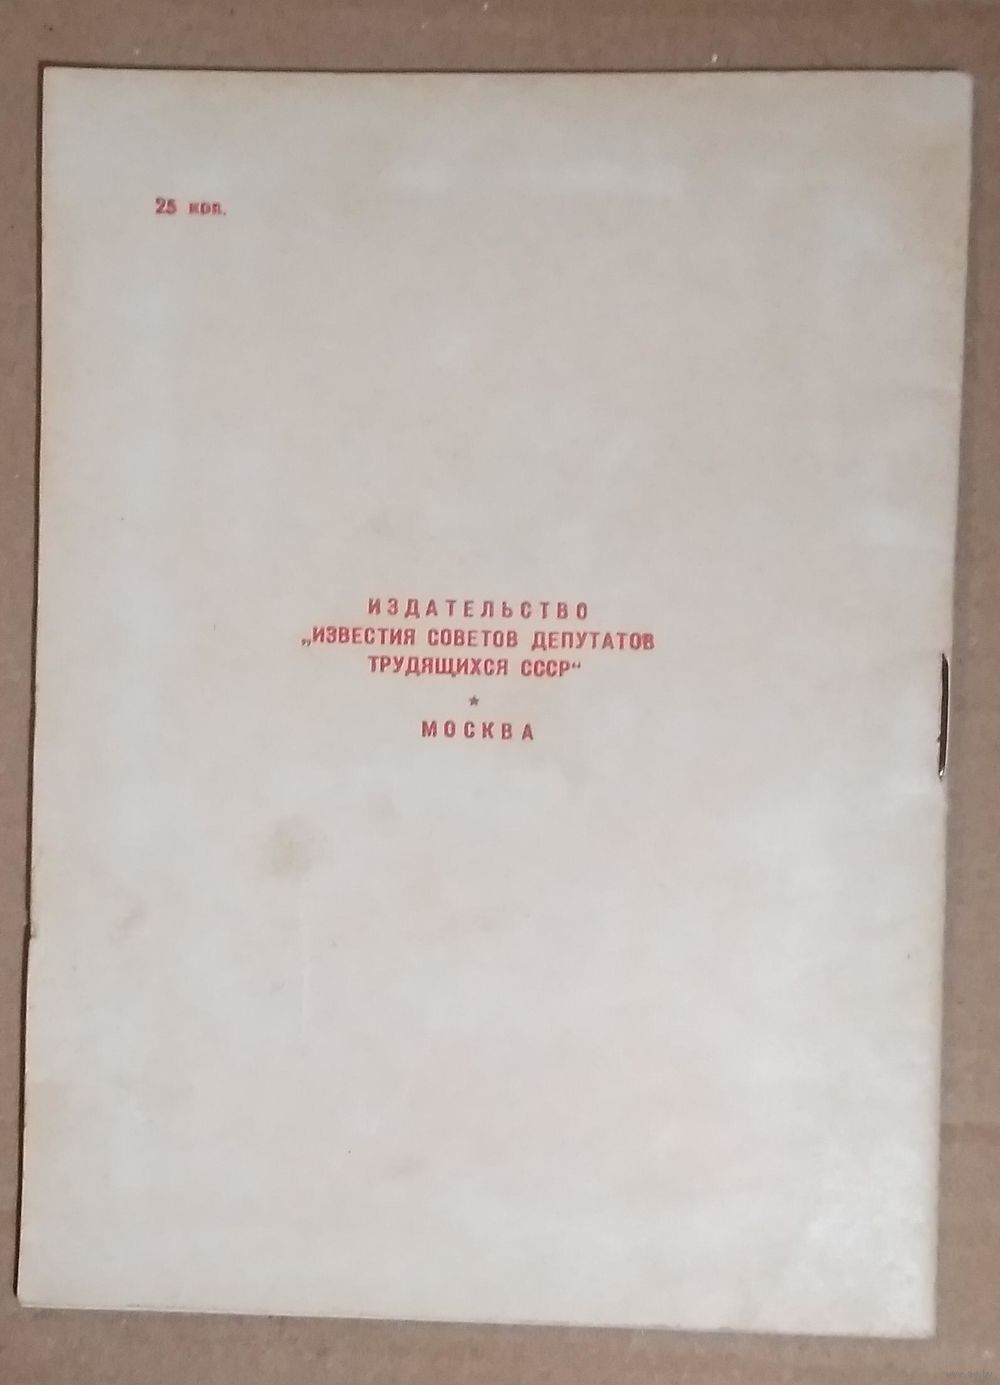 25 коп.
ИЗДАТЕЛЬСТВО
„ИЗВЕСТИЯ СОВЕТОВ ДЕПУТАТОВ
ТРУДЯЩИХСЯ СССР“
★
МОСКВА